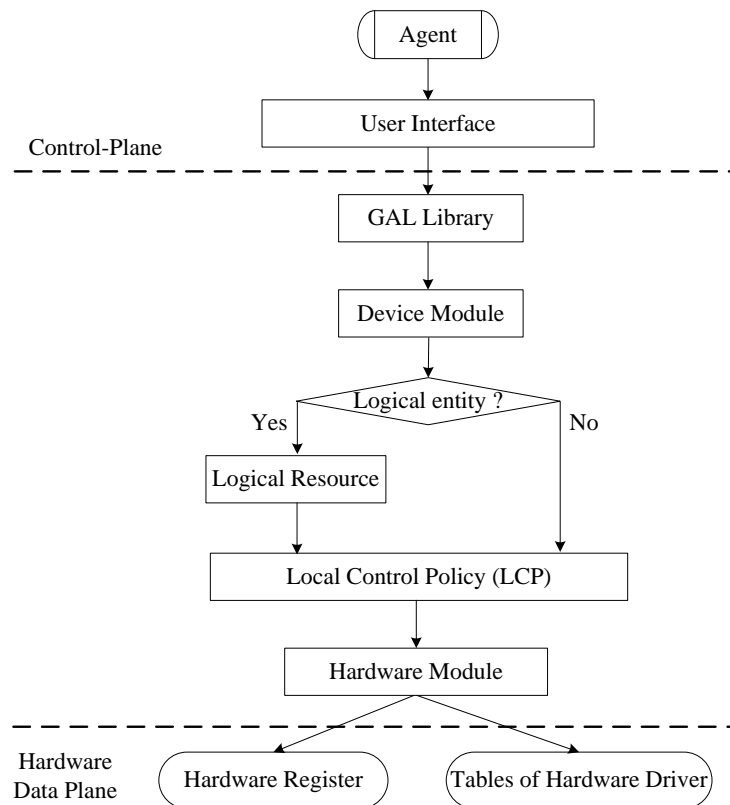 Agent
User Interface
Control-Plane
GAL Library
Device Module
Logical entity ?
Yes
No
Logical Resource
Local Control Policy (LCP)
Hardware Module
Hardware
Data Plane
Hardware Register
Tables of Hardware Driver